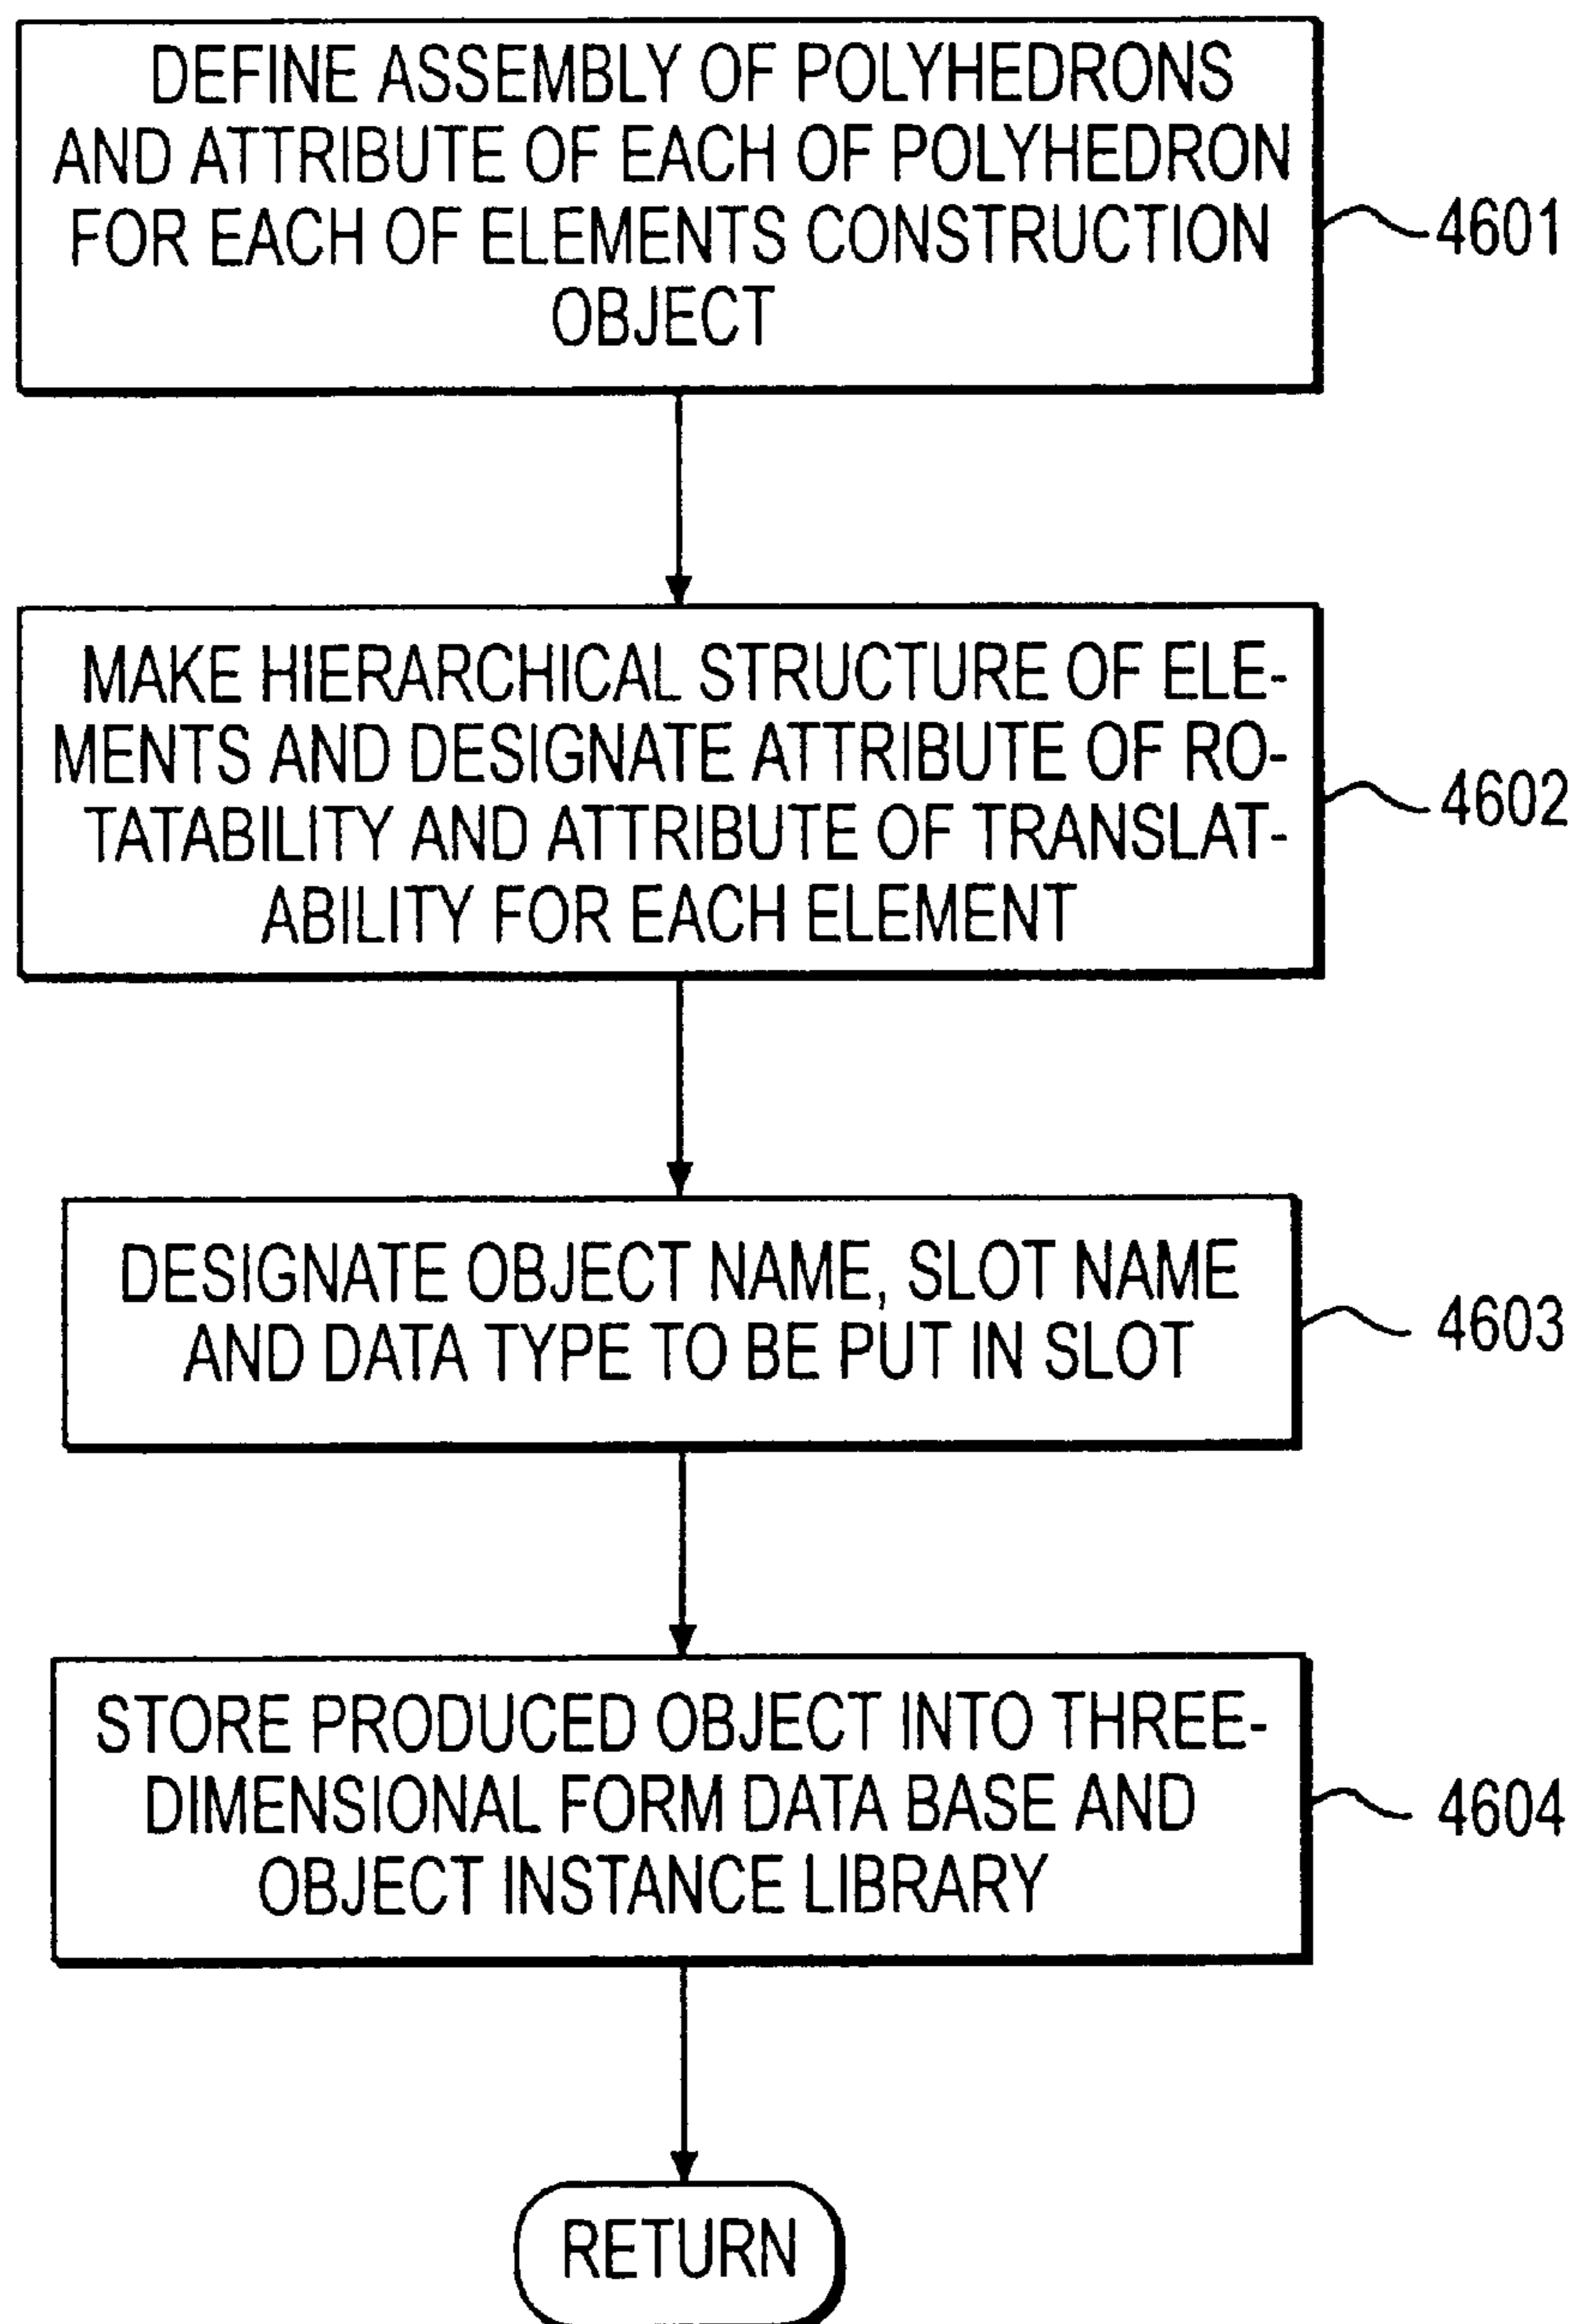 DEFINE ASSEMBLY OF POLYHEDRONS
AND ATTRIBUTE OF EACH OF POLYHEDRON
FOR EACH OF ELEMENTS CONSTRUCTION
OBJECT
4601
MAKE HIERARCHICAL STRUCTURE OF ELE-
MENTS AND DESIGNATE ATTRIBUTE OF RO-
TATABILITY AND ATTRIBUTE OF TRANSLAT-
ABILITY FOR EACH ELEMENT
4602
DESIGNATE OBJECT NAME, SLOT NAME
AND DATA TYPE TO BE PUT IN SLOT
4603
STORE PRODUCED OBJECT INTO THREE-
DIMENSIONAL FORM DATA BASE AND
OBJECT INSTANCE LIBRARY
4604
RETURN